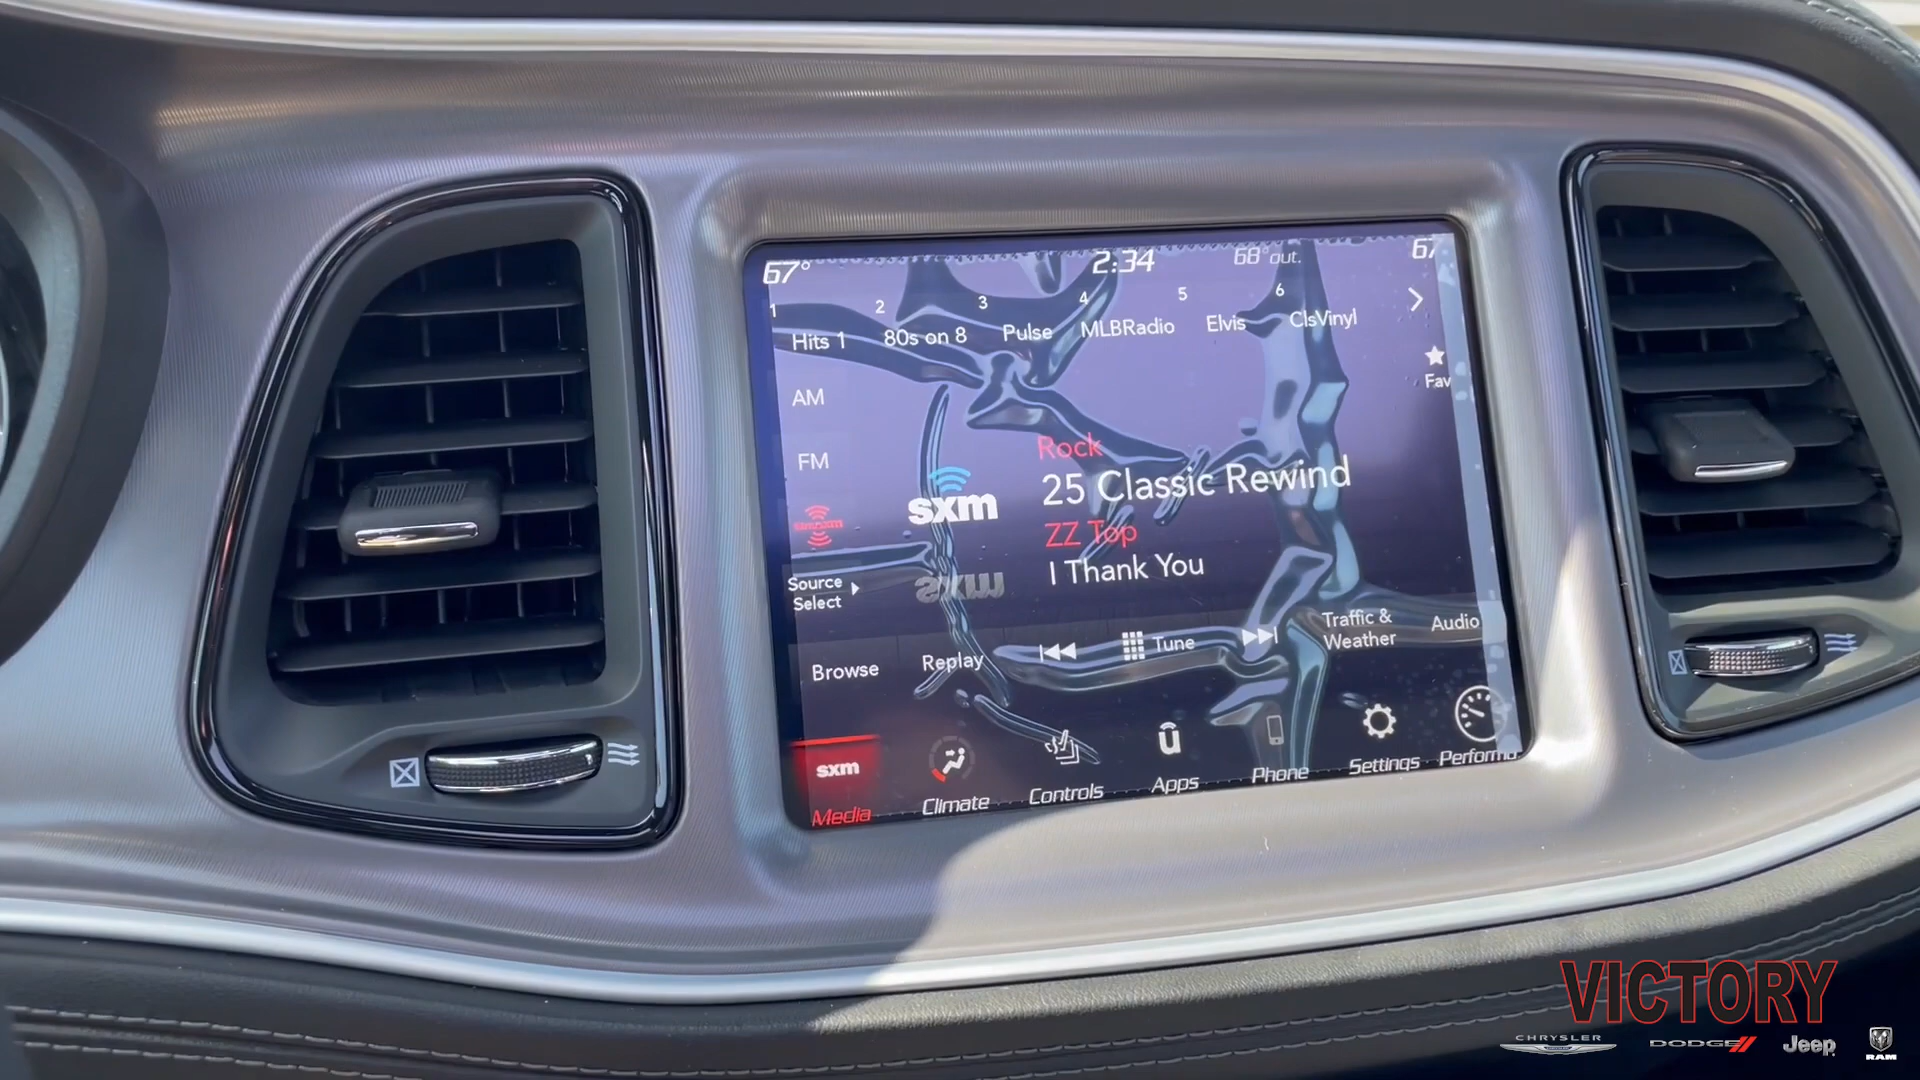 67° 2:34 68° out. 67
1 2 3 4 5 6
Hits 1 80s on 8 Pulse MLBRadio Elvis ClsVinyl
Fav
AM
FM
Rock
25 Classic Rewind
ZZ Top
I Thank You
sxm
siriusxm
Source
Select
Browse
Replay
Tune
Traffic &
Weather
Audio
sxm
Media Climate Controls Apps Phone Settings Performa
VICTORY
CHRYSLER DODGE Jeep RAM